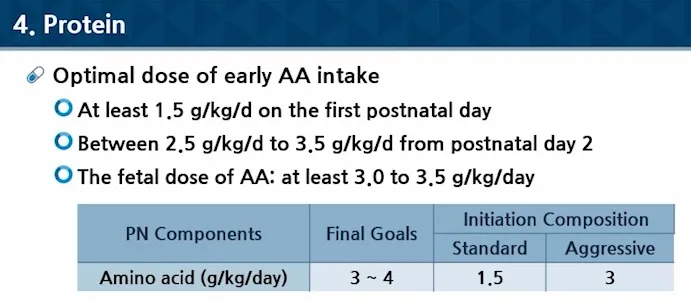 4. Protein
Optimal dose of early AA intake
At least 1.5 g/kg/d on the first postnatal day
Between 2.5 g/kg/d to 3.5 g/kg/d from postnatal day 2
The fetal dose of AA: at least 3.0 to 3.5 g/kg/day
PN Components Final Goals Initiation Composition
Standard Aggressive
Amino acid (g/kg/day) 3 ~ 4 1.5 3